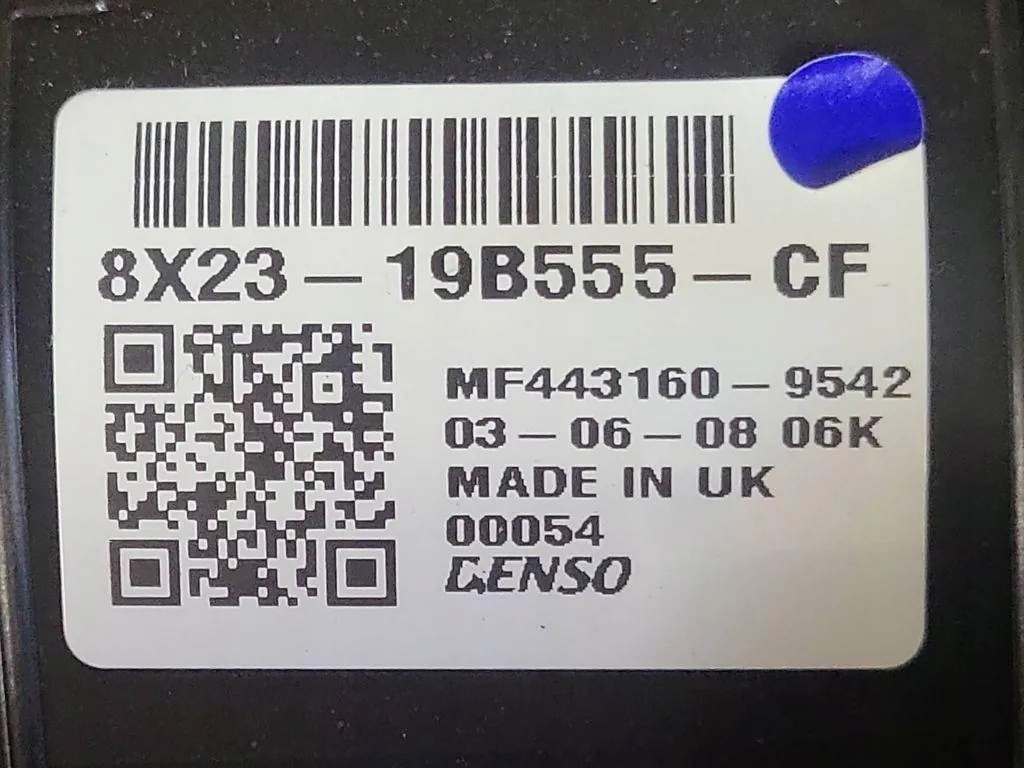 8X23-19B555-CF
MF443160-9542
03-06-08 06K
MADE IN UK
00054
DENSO